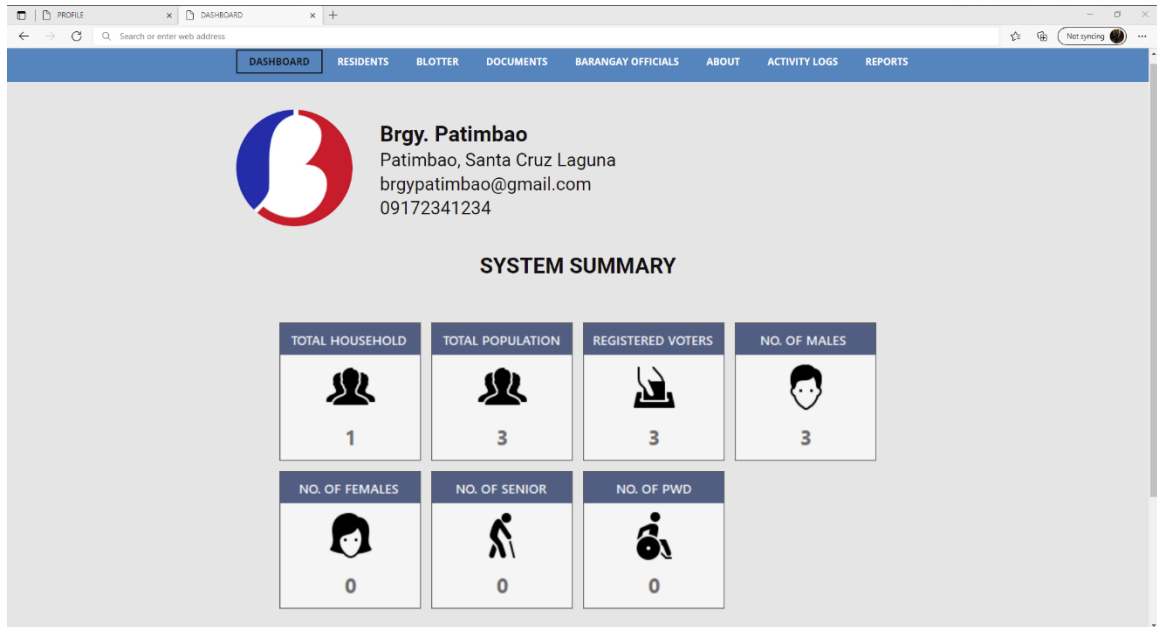 PROFILE DASHBOARD
Search or enter web address Not syncing
DASHBOARD RESIDENTS BLOTTER DOCUMENTS BARANGAY OFFICIALS ABOUT ACTIVITY LOGS REPORTS
Brgy. Patimbao
Patimbao, Santa Cruz Laguna
brgypatimbao@gmail.com
09172341234
SYSTEM SUMMARY
TOTAL HOUSEHOLD TOTAL POPULATION REGISTERED VOTERS NO. OF MALES
1 3 3 3
NO. OF FEMALES NO. OF SENIOR NO. OF PWD
0 0 0